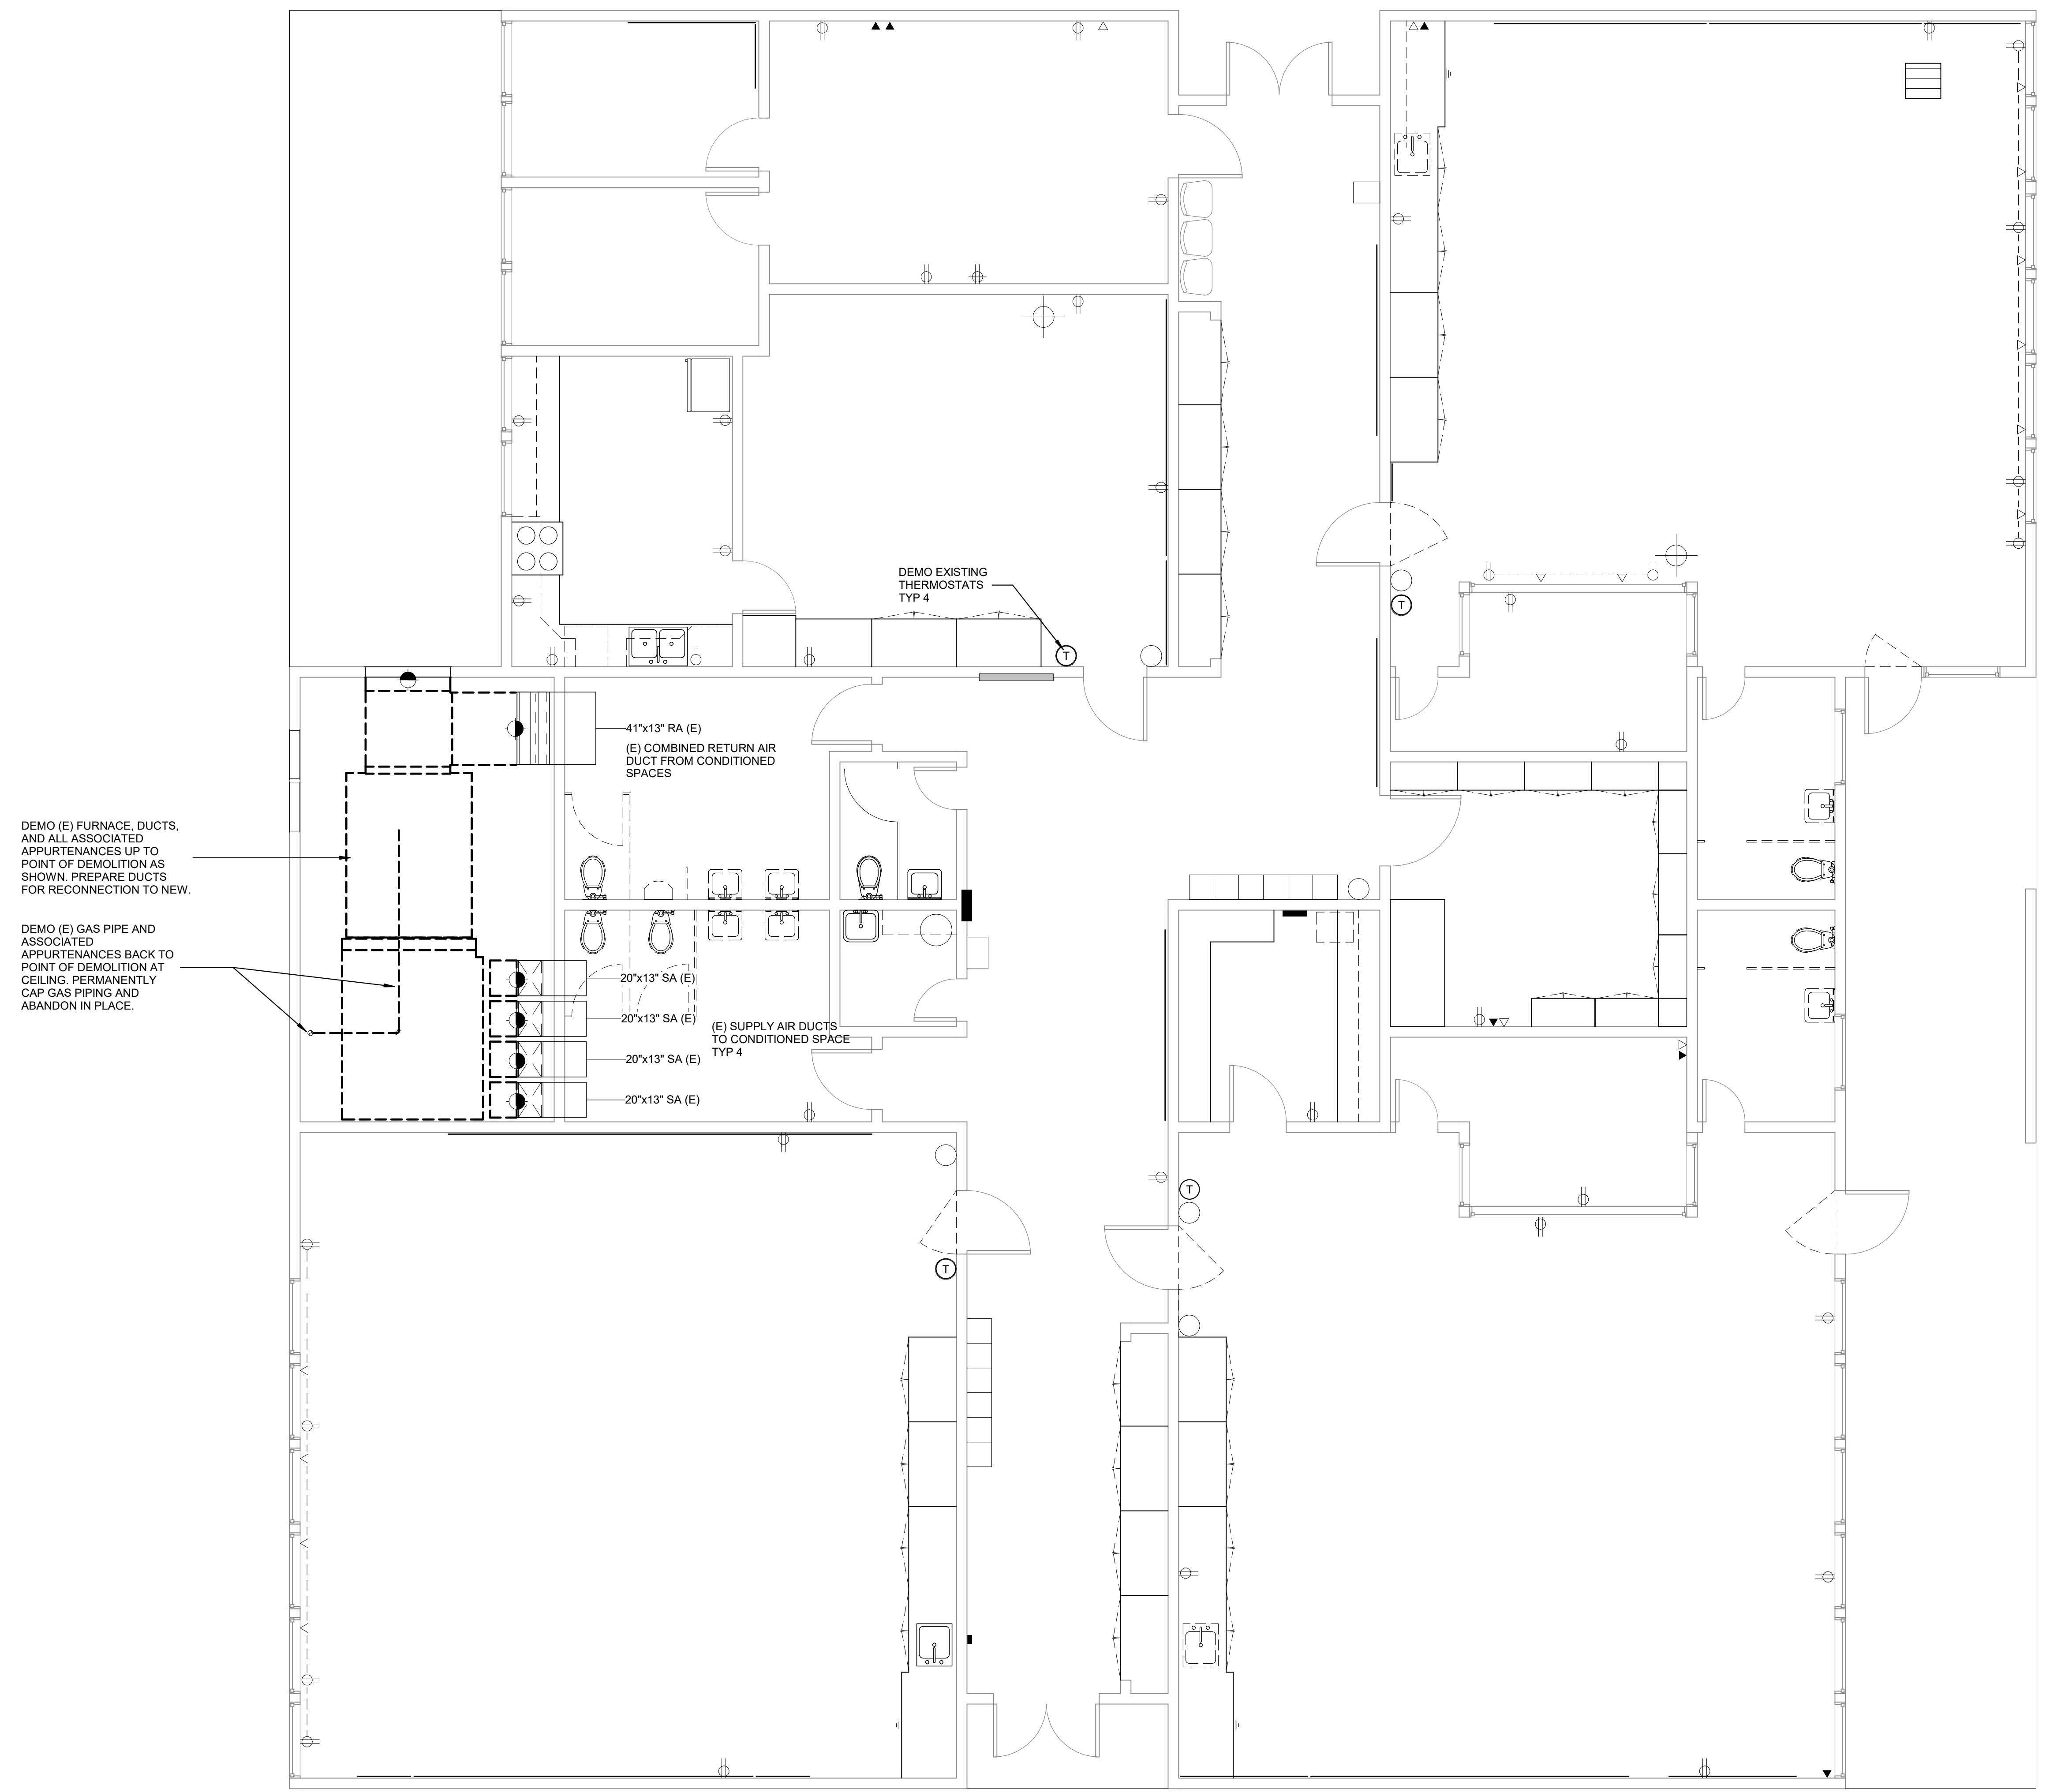 DEMO EXISTING
THERMOSTATS
TYP 4
T
T
41"x13" RA (E)
(E) COMBINED RETURN AIR
DUCT FROM CONDITIONED
SPACES
DEMO (E) FURNACE, DUCTS,
AND ALL ASSOCIATED
APPURTENANCES UP TO
POINT OF DEMOLITION AS
SHOWN. PREPARE DUCTS
FOR RECONNECTION TO NEW.
DEMO (E) GAS PIPE AND
ASSOCIATED
APPURTENANCES BACK TO
POINT OF DEMOLITION AT
CEILING. PERMANENTLY
CAP GAS PIPING AND
ABANDON IN PLACE.
20"x13" SA (E)
20"x13" SA (E)
(E) SUPPLY AIR DUCTS
TO CONDITIONED SPACE
TYP 4
20"x13" SA (E)
20"x13" SA (E)
T
T